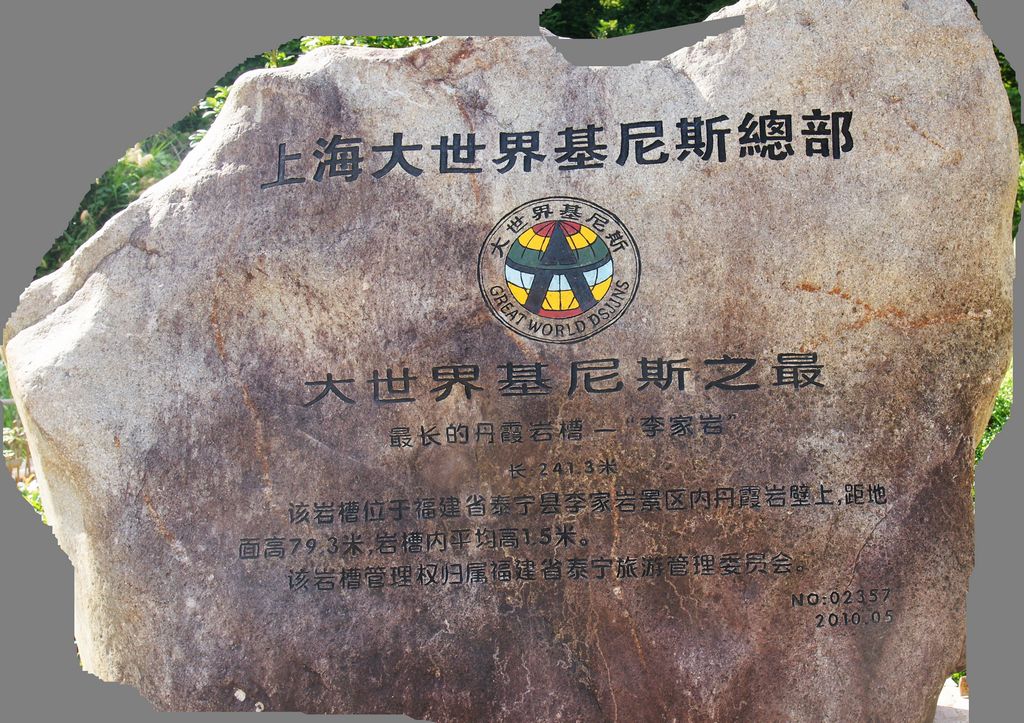 上海大世界基尼斯總部
大世界基尼斯
GREAT WORLD DSJJNS
大世界基尼斯之最
最长的丹霞岩槽—“李家岩”
长:241.3米
该岩槽位于福建省泰宁县李家岩景区内丹霞岩壁上,距地
面高79.3米,岩槽内平均高1.5米。
该岩槽管理权归属福建省泰宁旅游管理委员会。
NO:02357
2010.05